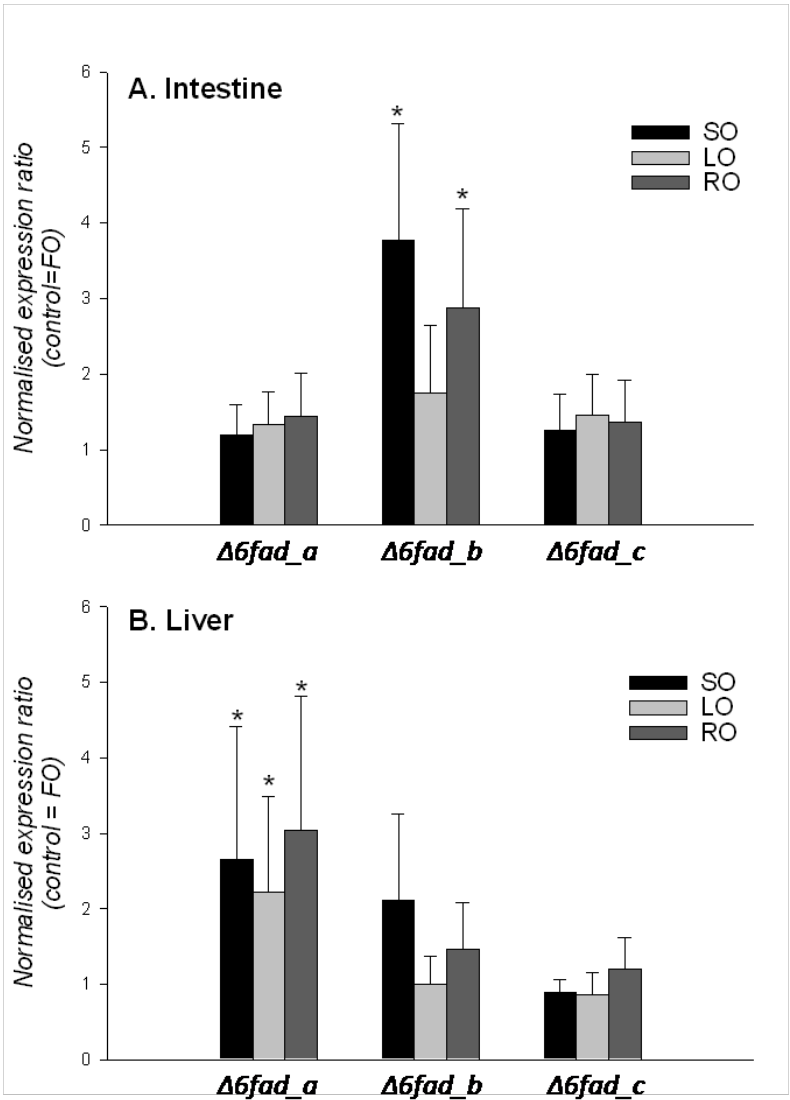 A. Intestine
6
5
4
3
2
1
0
Normalised expression ratio
(control=FO)
*
*
SO
LO
RO
Δ6fad_a Δ6fad_b Δ6fad_c
B. Liver
6
5
4
3
2
1
0
Normalised expression ratio
(control = FO)
*
*
*
SO
LO
RO
Δ6fad_a Δ6fad_b Δ6fad_c